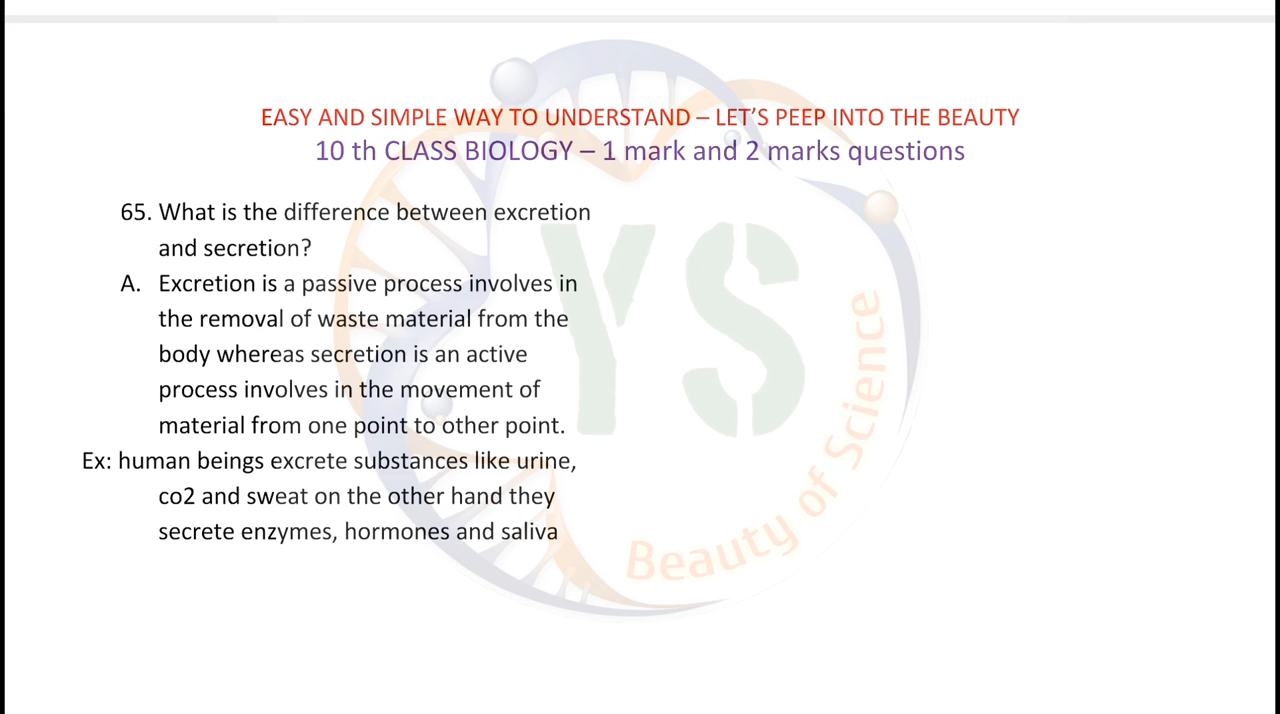 EASY AND SIMPLE WAY TO UNDERSTAND – LET’S PEEP INTO THE BEAUTY
10 th CLASS BIOLOGY – 1 mark and 2 marks questions
65. What is the difference between excretion
and secretion?
A. Excretion is a passive process involves in
the removal of waste material from the
body whereas secretion is an active
process involves in the movement of
material from one point to other point.
Ex: human beings excrete substances like urine,
co2 and sweat on the other hand they
secrete enzymes, hormones and saliva
YS
Beauty of Science